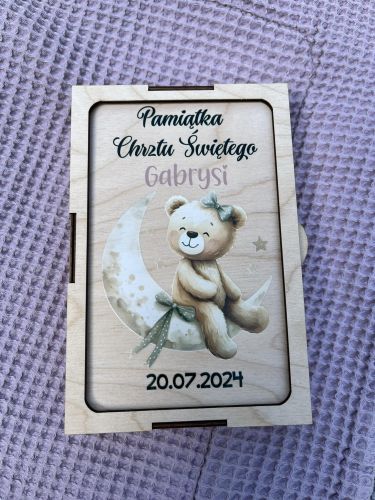 Pamiątka
Chrztu Świętego
Gabrysi
20.07.2024